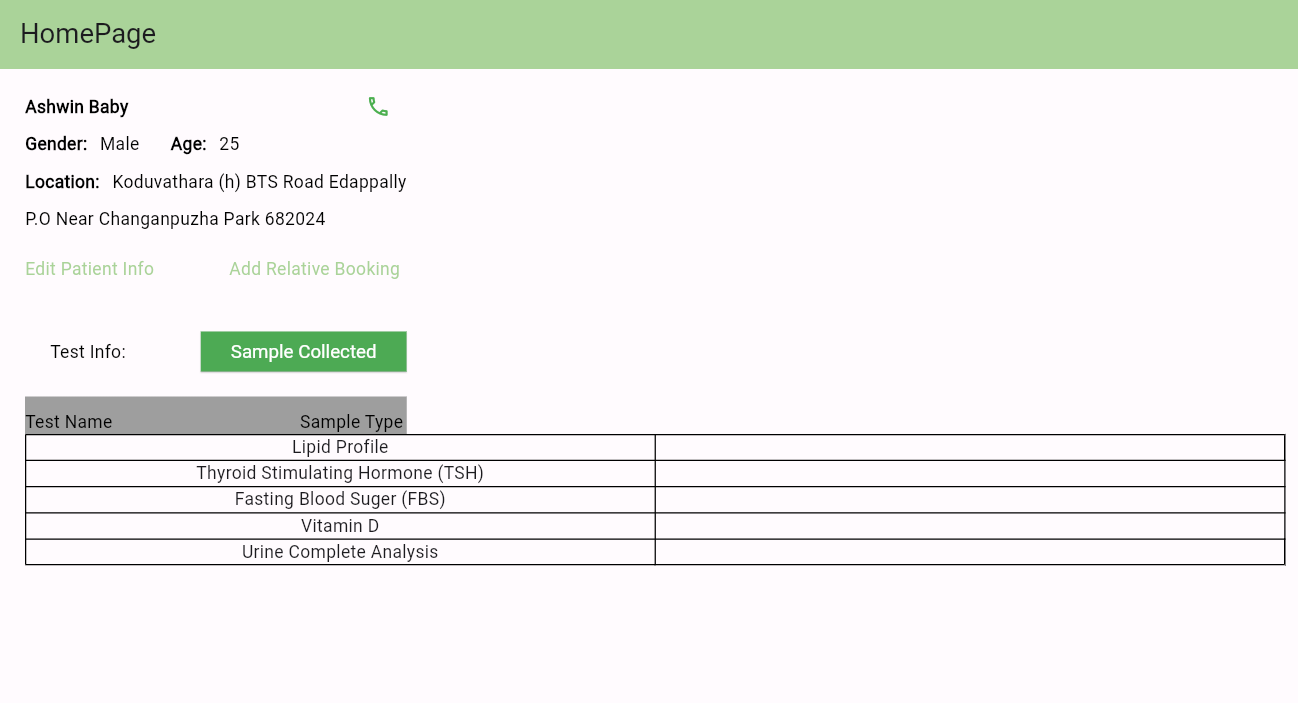 HomePage
Ashwin Baby
Gender: Male Age: 25
Location: Koduvathara (h) BTS Road Edappally
P.O Near Changanpuzha Park 682024
Edit Patient Info Add Relative Booking
Test Info: Sample Collected
Test Name Sample Type
Lipid Profile
Thyroid Stimulating Hormone (TSH)
Fasting Blood Suger (FBS)
Vitamin D
Urine Complete Analysis